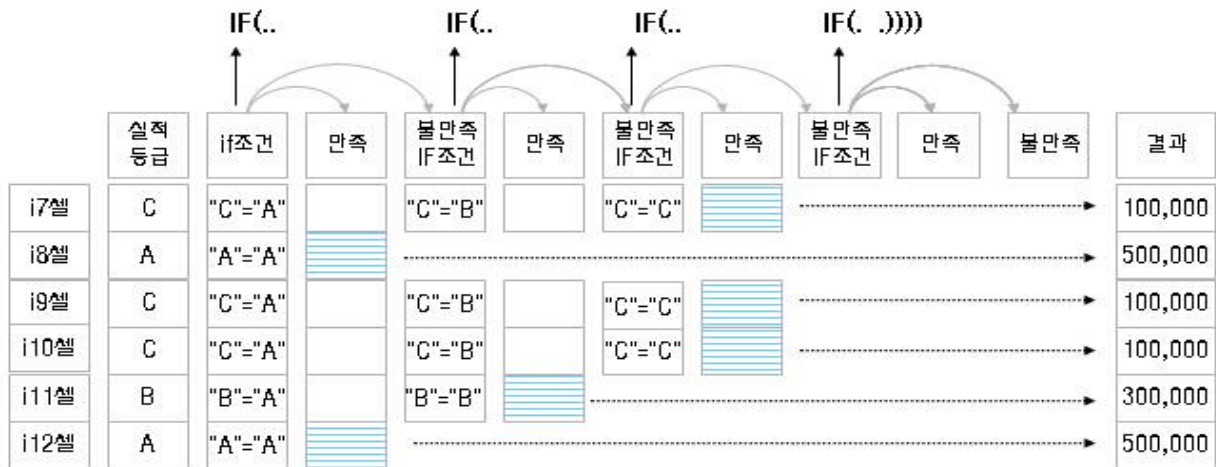 IF(.. IF(.. IF(.. IF(. .))))
실적 등급 if조건 만족 불만족 IF조건 만족 불만족 IF조건 만족 불만족 IF조건 만족 불만족 결과
i7셀 C "C"="A" "C"="B" "C"="C" 100,000
i8셀 A "A"="A" 500,000
i9셀 C "C"="A" "C"="B" "C"="C" 100,000
i10셀 C "C"="A" "C"="B" "C"="C" 100,000
i11셀 B "B"="A" "B"="B" 300,000
i12셀 A "A"="A" 500,000